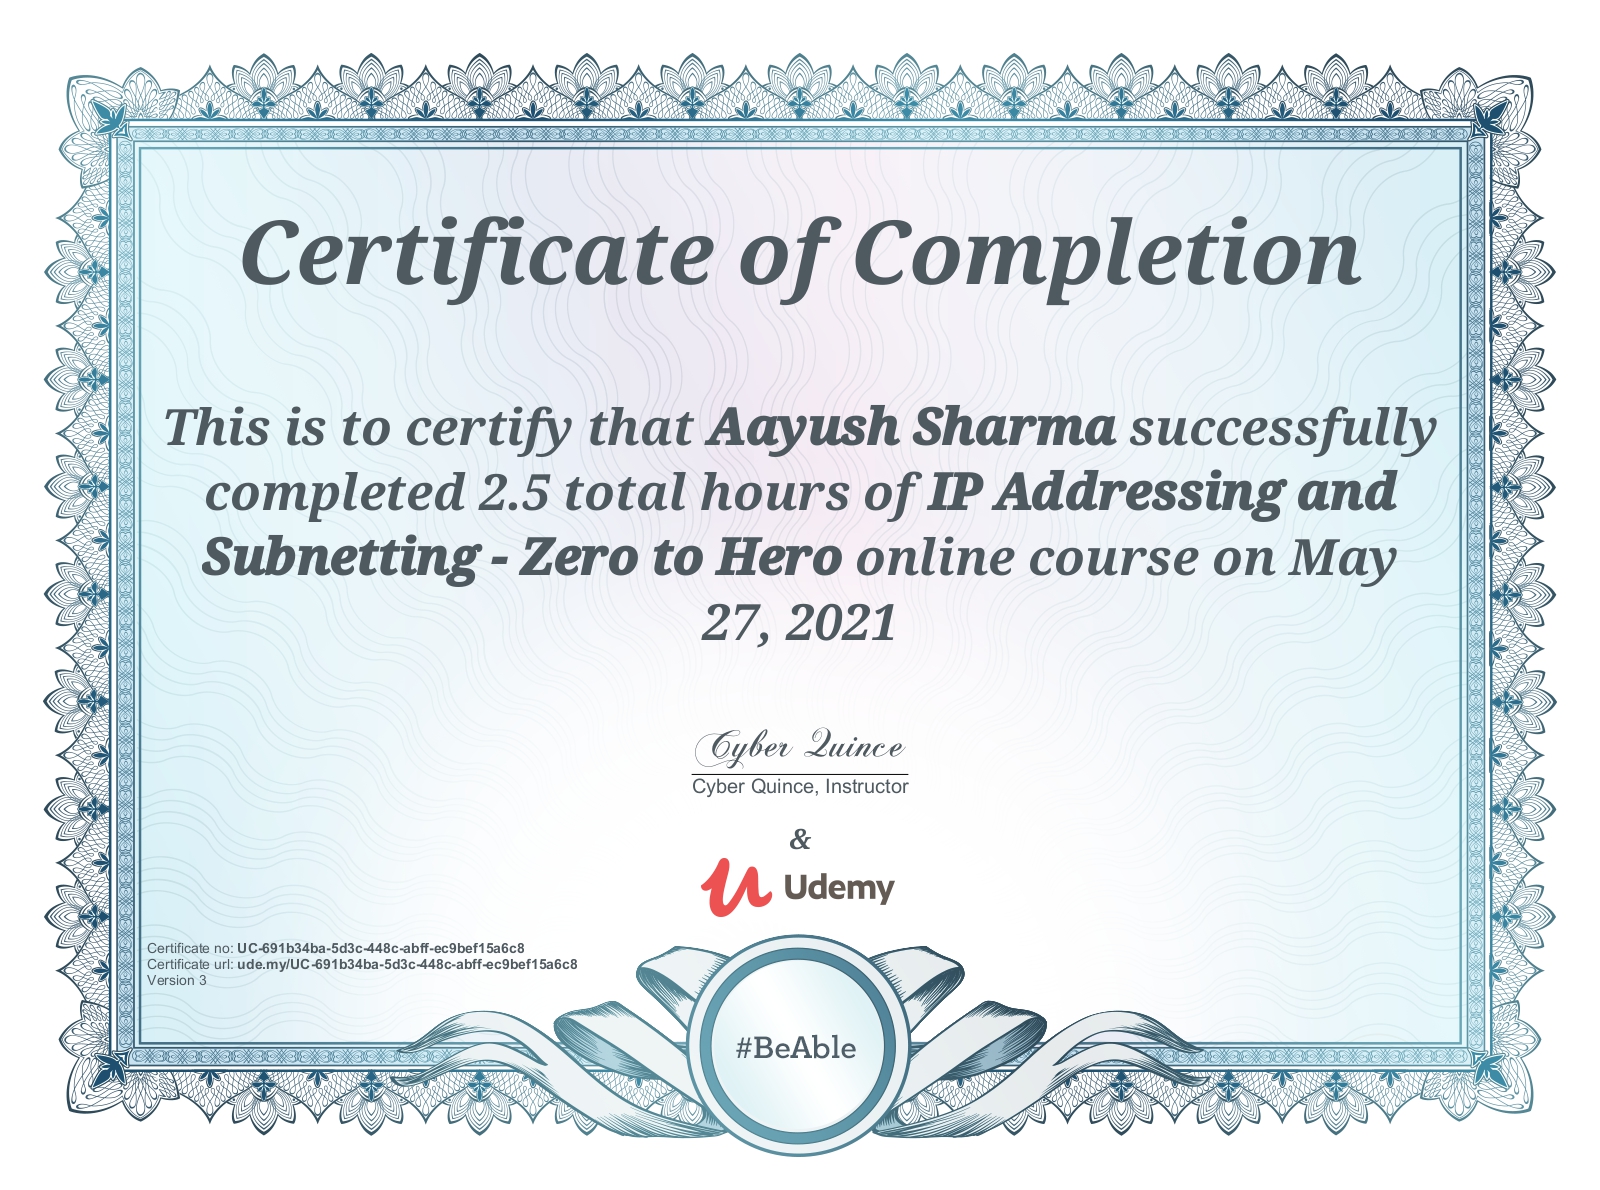 Certificate of Completion
This is to certify that Aayush Sharma successfully
completed 2.5 total hours of IP Addressing and
Subnetting - Zero to Hero online course on May
27, 2021
Cyber Quince
Cyber Quince, Instructor
&
Udemy
Certificate no: UC-691b34ba-5d3c-448c-abff-ec9bef15a6c8
Certificate url: ude.my/UC-691b34ba-5d3c-448c-abff-ec9bef15a6c8
Version 3
#BeAble